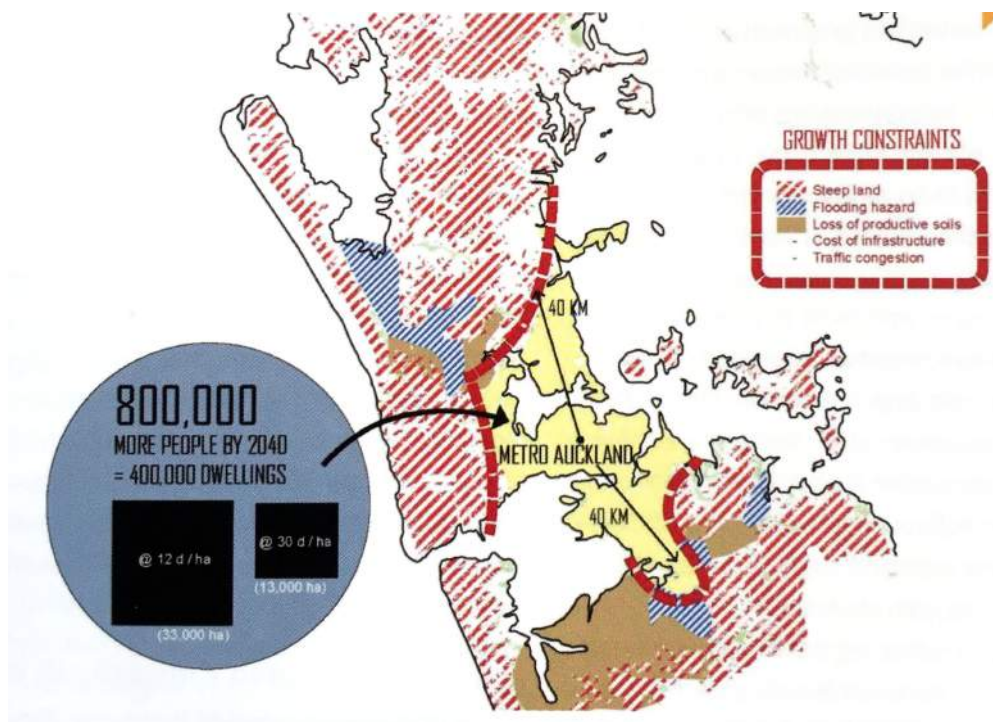 GROWTH CONSTRAINTS
Steep land
Flooding hazard
Loss of productive soils
- Cost of infrastructure
- Traffic congestion
40 KM
METRO AUCKLAND
40 KM
800,000
MORE PEOPLE BY 2040
= 400,000 DWELLINGS
@ 12 d / ha
(33,000 ha)
@ 30 d / ha
(13,000 ha)